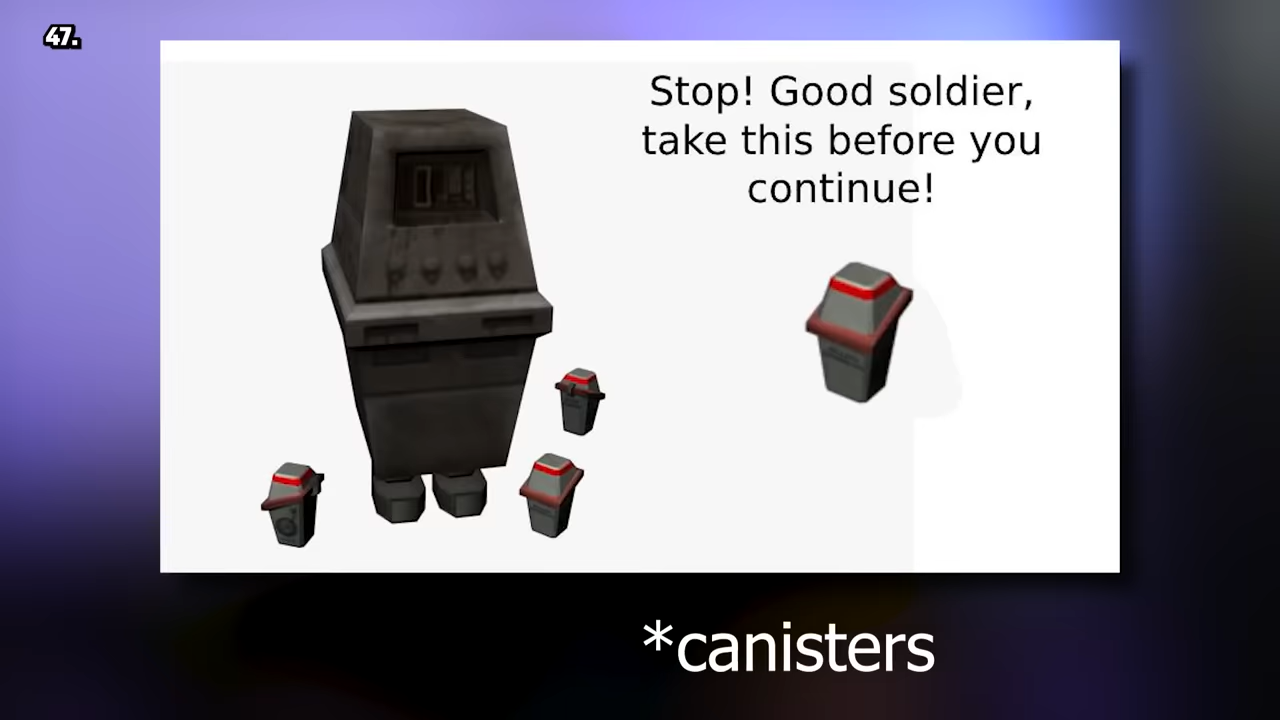 47.
Stop! Good soldier,
take this before you
continue!
*canisters